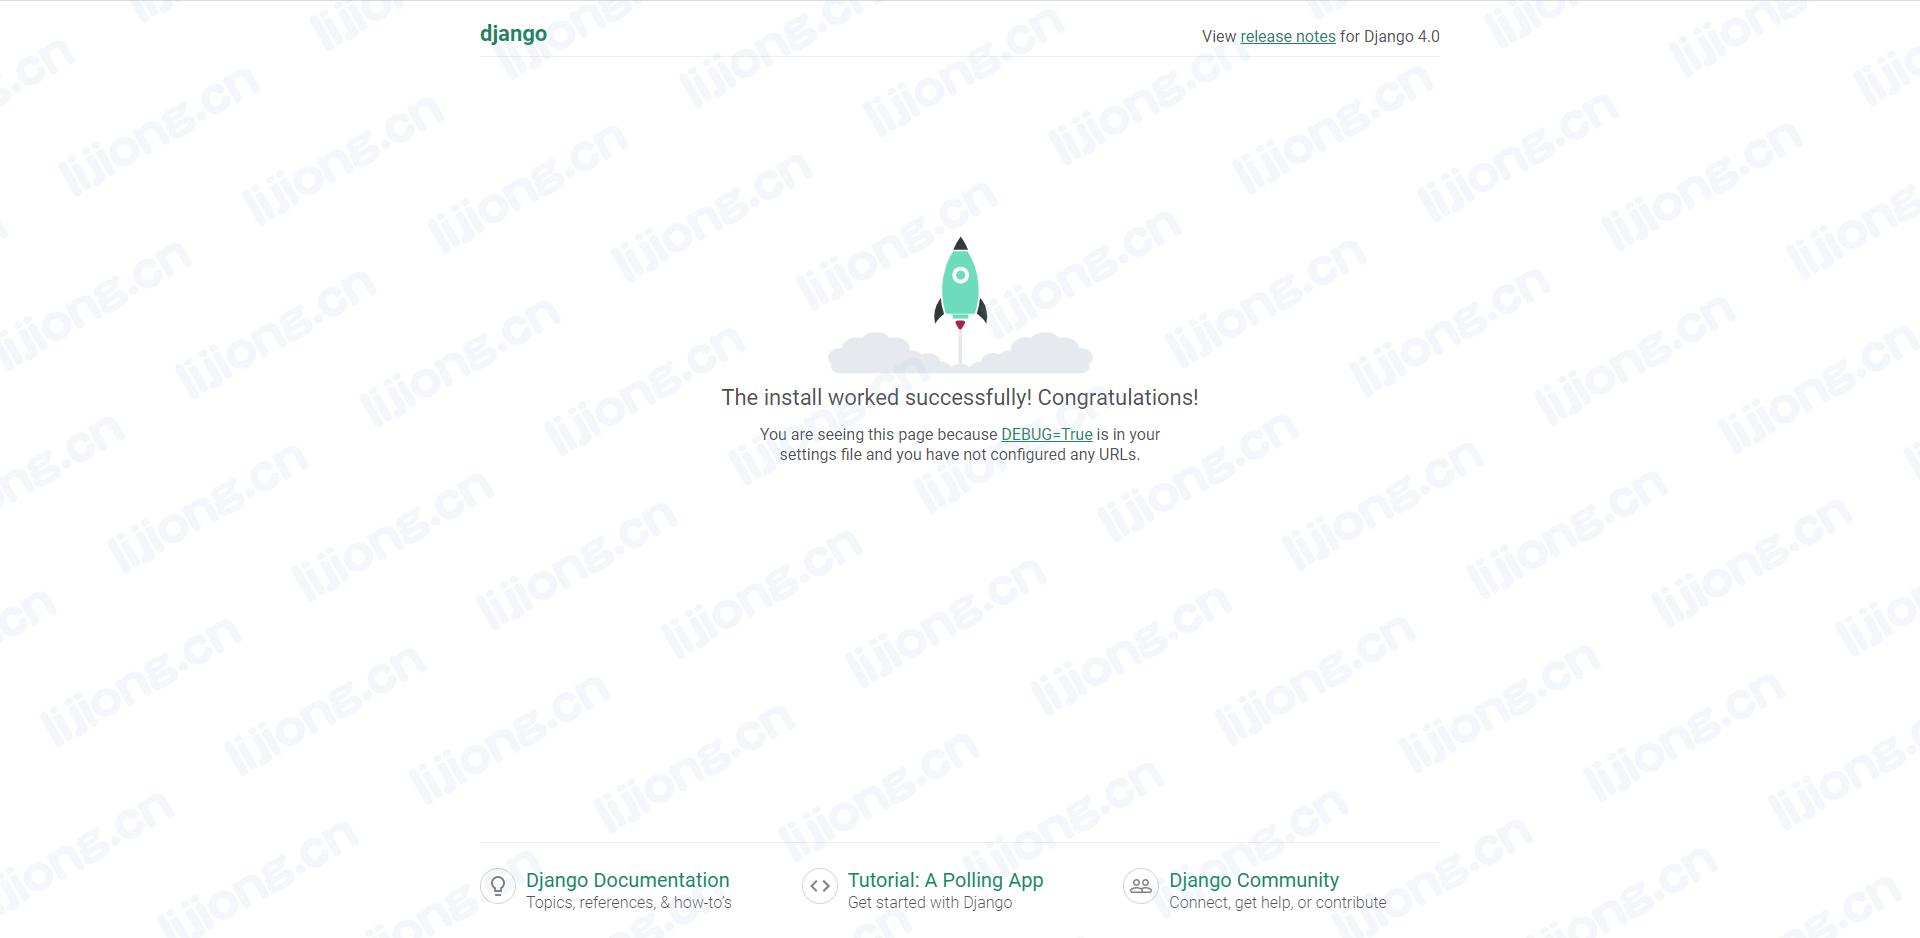 django
View release notes for Django 4.0
The install worked successfully! Congratulations!
You are seeing this page because DEBUG=True is in your
settings file and you have not configured any URLs.
Django Documentation
Topics, references, & how-to's
Tutorial: A Polling App
Get started with Django
Django Community
Connect, get help, or contribute
lijiong.cn